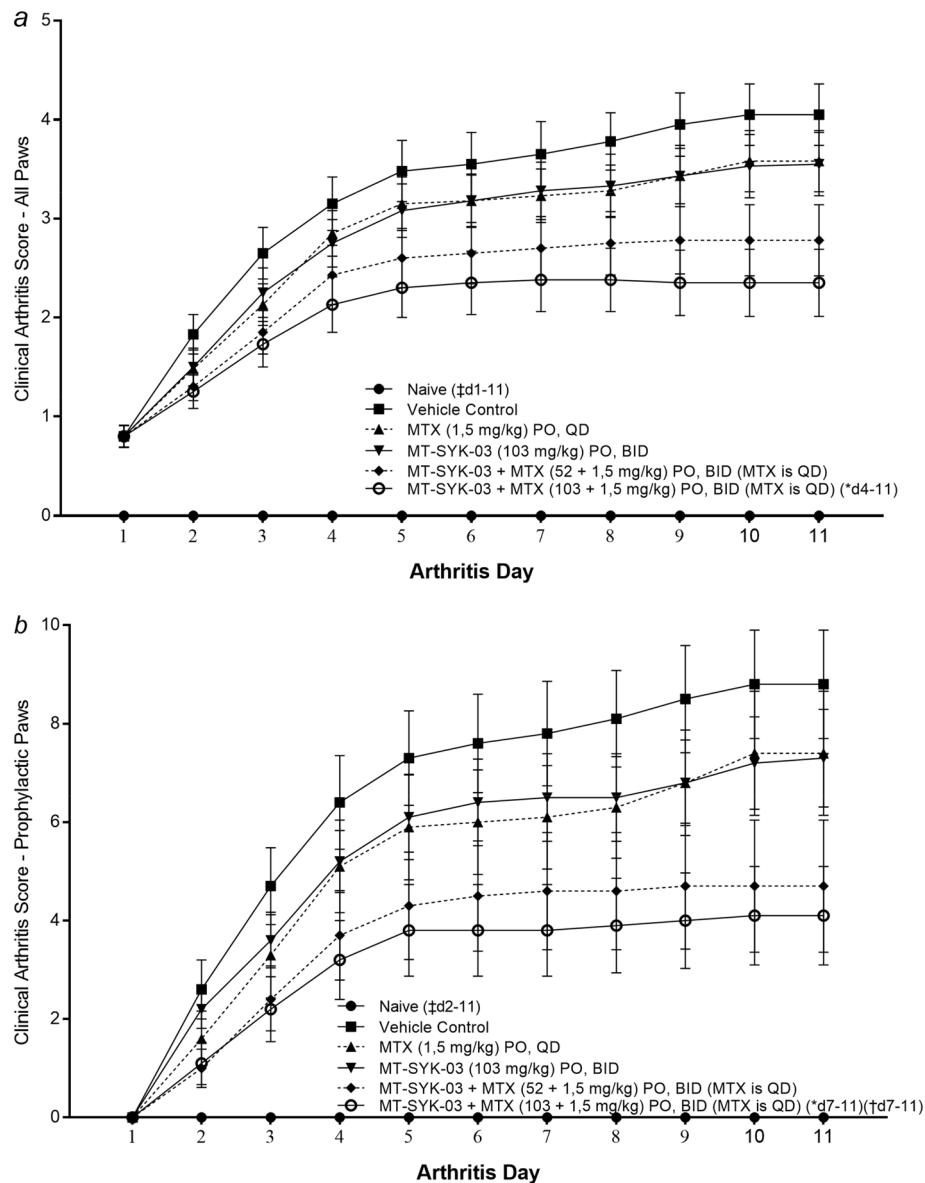 a
Clinical Arthritis Score - All Paws
5
4
3
2
1
0
Naive (‡d1-11)
Vehicle Control
MTX (1,5 mg/kg) PO, QD
MT-SYK-03 (103 mg/kg) PO, BID
MT-SYK-03 + MTX (52 + 1,5 mg/kg) PO, BID (MTX is QD)
MT-SYK-03 + MTX (103 + 1,5 mg/kg) PO, BID (MTX is QD) (*d4-11)
1 2 3 4 5 6 7 8 9 10 11
Arthritis Day
b
Clinical Arthritis Score - Prophylactic Paws
10
8
6
4
2
0
Naive (‡d2-11)
Vehicle Control
MTX (1,5 mg/kg) PO, QD
MT-SYK-03 (103 mg/kg) PO, BID
MT-SYK-03 + MTX (52 + 1,5 mg/kg) PO, BID (MTX is QD)
MT-SYK-03 + MTX (103 + 1,5 mg/kg) PO, BID (MTX is QD) (*d7-11)(†d7-11)
1 2 3 4 5 6 7 8 9 10 11
Arthritis Day